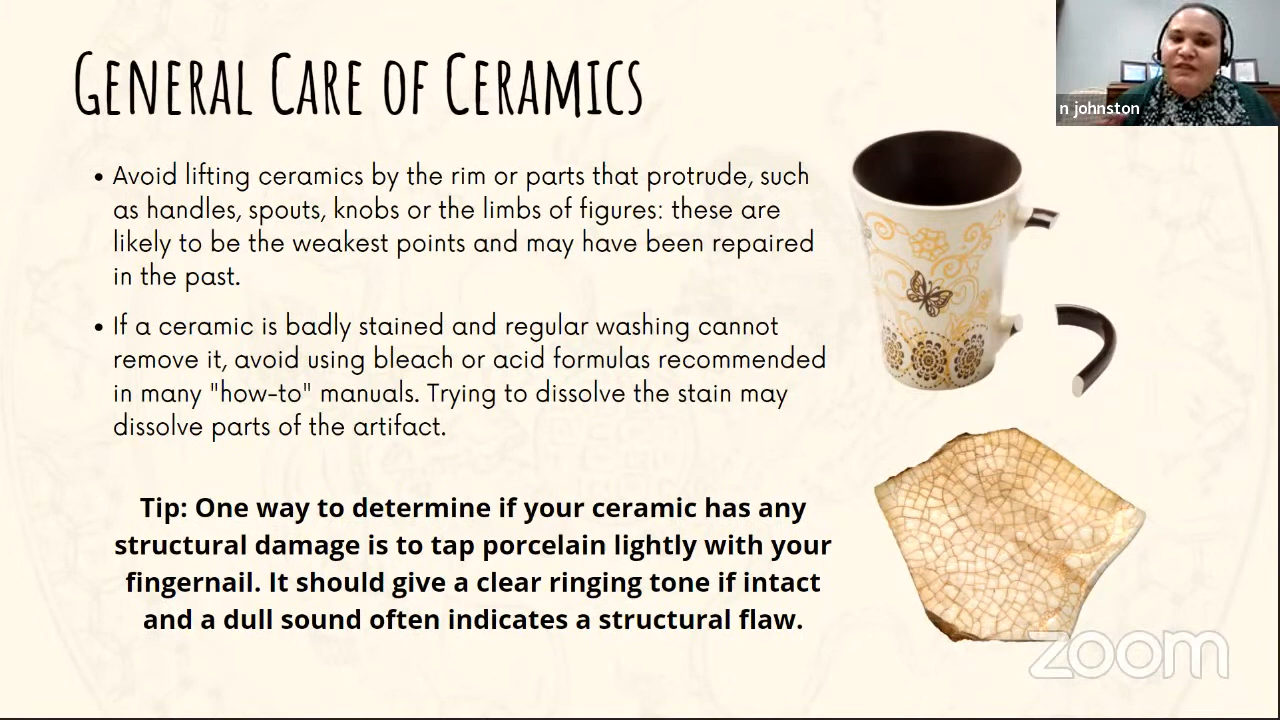 GENERAL CARE OF CERAMICS
n johnston
• Avoid lifting ceramics by the rim or parts that protrude, such
as handles, spouts, knobs or the limbs of figures: these are
likely to be the weakest points and may have been repaired
in the past.
• If a ceramic is badly stained and regular washing cannot
remove it, avoid using bleach or acid formulas recommended
in many "how-to" manuals. Trying to dissolve the stain may
dissolve parts of the artifact.
Tip: One way to determine if your ceramic has any
structural damage is to tap porcelain lightly with your
fingernail. It should give a clear ringing tone if intact
and a dull sound often indicates a structural flaw.
zoom